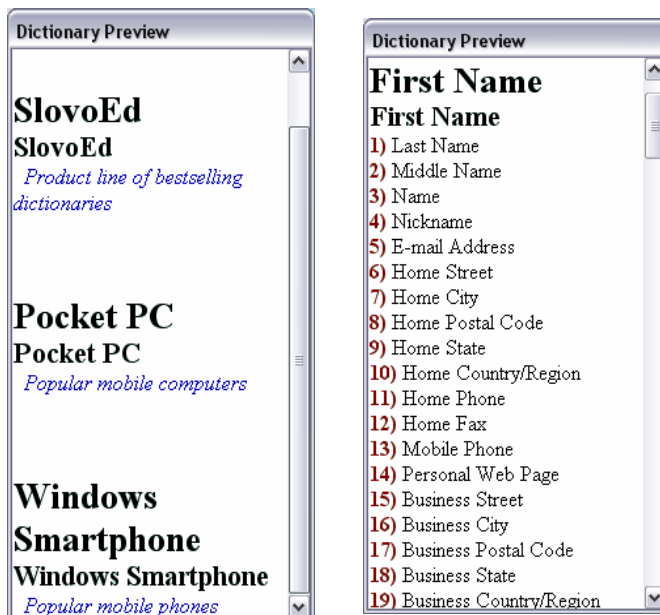 Dictionary Preview
SlovoEd
SlovoEd
Product line of bestselling
dictionaries
Pocket PC
Pocket PC
Popular mobile computers
Windows
Smartphone
Windows Smartphone
Popular mobile phones
Dictionary Preview
First Name
First Name
1) Last Name
2) Middle Name
3) Name
4) Nickname
5) E-mail Address
6) Home Street
7) Home City
8) Home Postal Code
9) Home State
10) Home Country/Region
11) Home Phone
12) Home Fax
13) Mobile Phone
14) Personal Web Page
15) Business Street
16) Business City
17) Business Postal Code
18) Business State
19) Business Country/Region